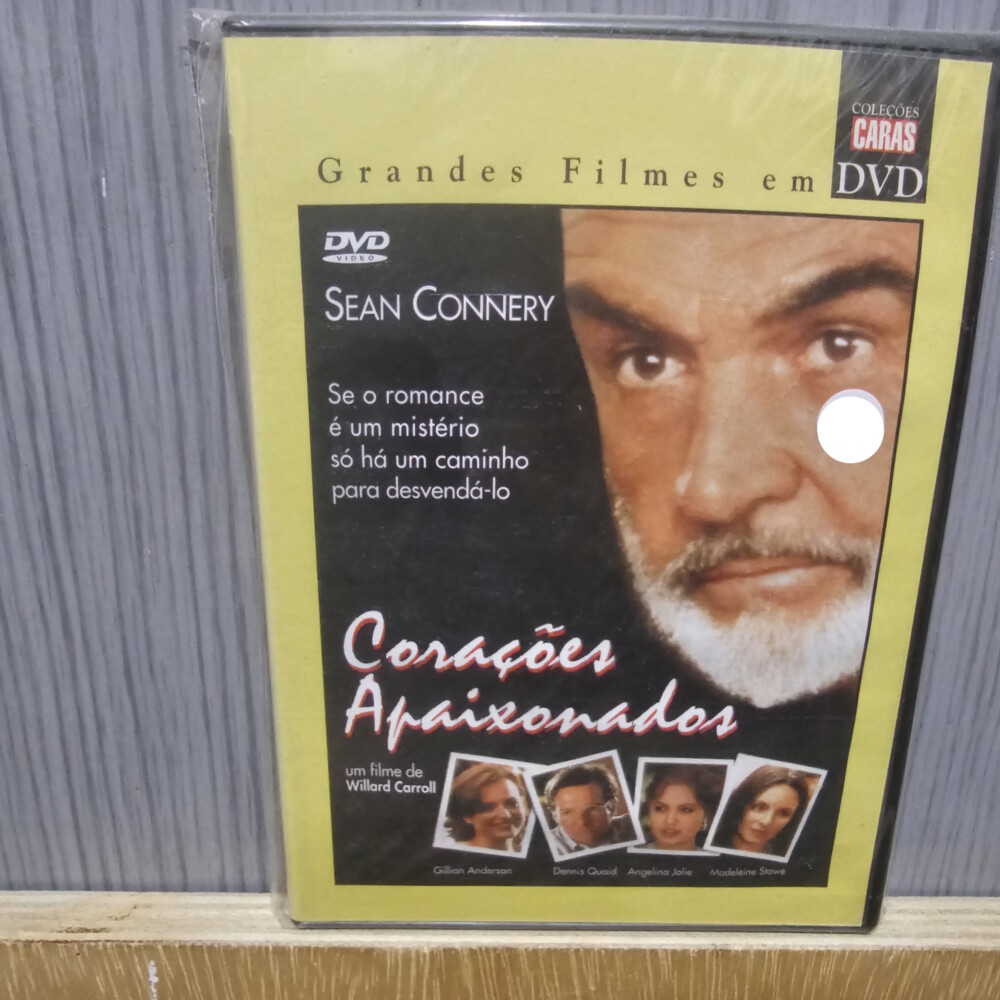 COLEÇÕES
CARAS
Grandes Filmes em DVD
DVD
VIDEO
SEAN CONNERY
Se o romance
é um mistério
só há um caminho
para desvendá-lo
Corações
Apaixonados
um filme de
Willard Carroll
Gillian Anderson Dennis Quaid Angelina Jolie Madeleine Stowe